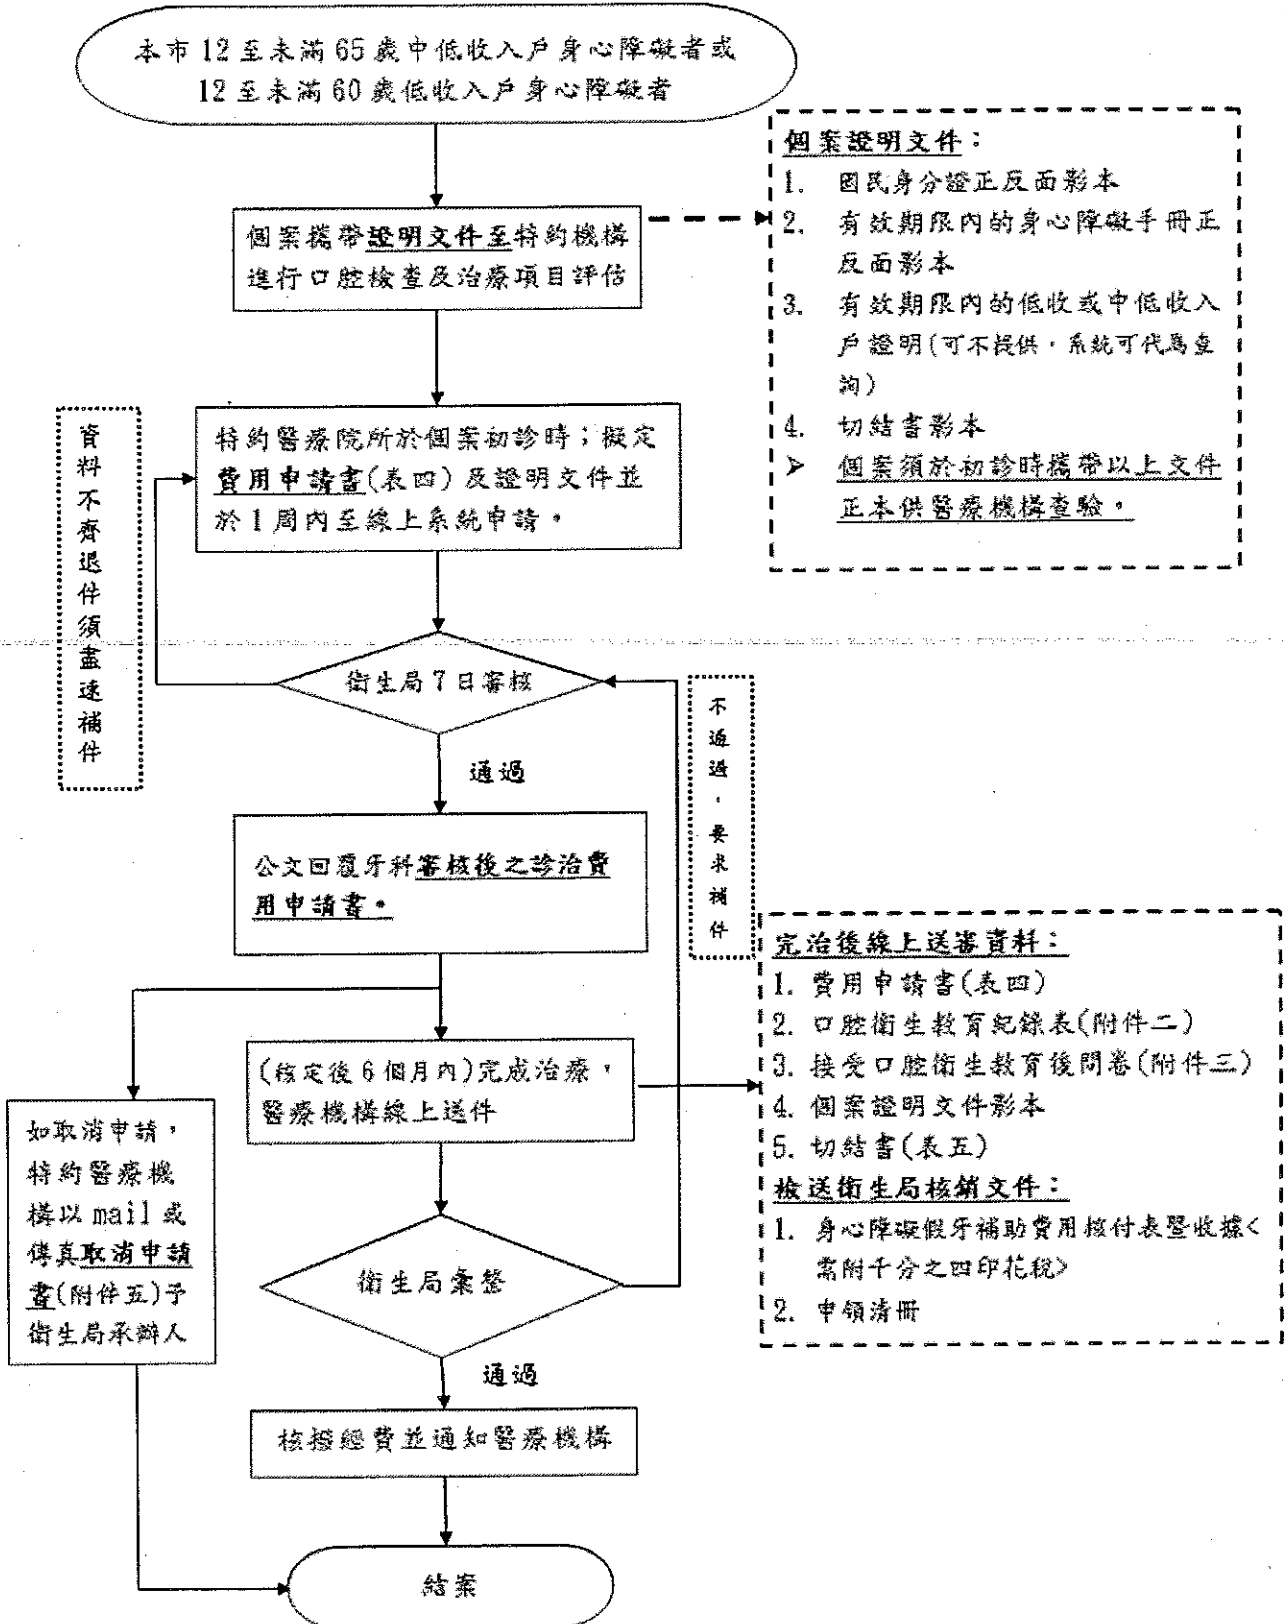 本市12至未滿65歲中低收入戶身心障礙者或
12至未滿60歲低收入戶身心障礙者
個案證明文件：
1. 國民身分證正反面影本
2. 有效期限內的身心障礙手冊正
反面影本
3. 有效期限內的低收或中低收入
戶證明(可不提供，系統可代為查
詢)
4. 切結書影本
➢ 個案須於初診時攜帶以上文件
正本供醫療機構查驗。
個案攜帶證明文件至特約機構
進行口腔檢查及治療項目評估
特約醫療院所於個案初診時；擬定
費用申請書(表四)及證明文件並
於1周內至線上系統申請。
資料不齊退件須盡速補件
衛生局7日審核
不通過，要求補件
通過
公文回覆牙科審核後之診治費
用申請書。
(核定後6個月內)完成治療，
醫療機構線上送件
完治後線上送審資料：
1. 費用申請書(表四)
2. 口腔衛生教育紀錄表(附件二)
3. 接受口腔衛生教育後問卷(附件三)
4. 個案證明文件影本
5. 切結書(表五)
檢送衛生局核銷文件：
1. 身心障礙假牙補助費用核付表暨收據<
需附千分之四印花稅>
2. 申領清冊
如取消申請，
特約醫療機
構以mail或
傳真取消申請
書(附件五)予
衛生局承辦人
衛生局彙整
通過
核撥經費並通知醫療機構
結案